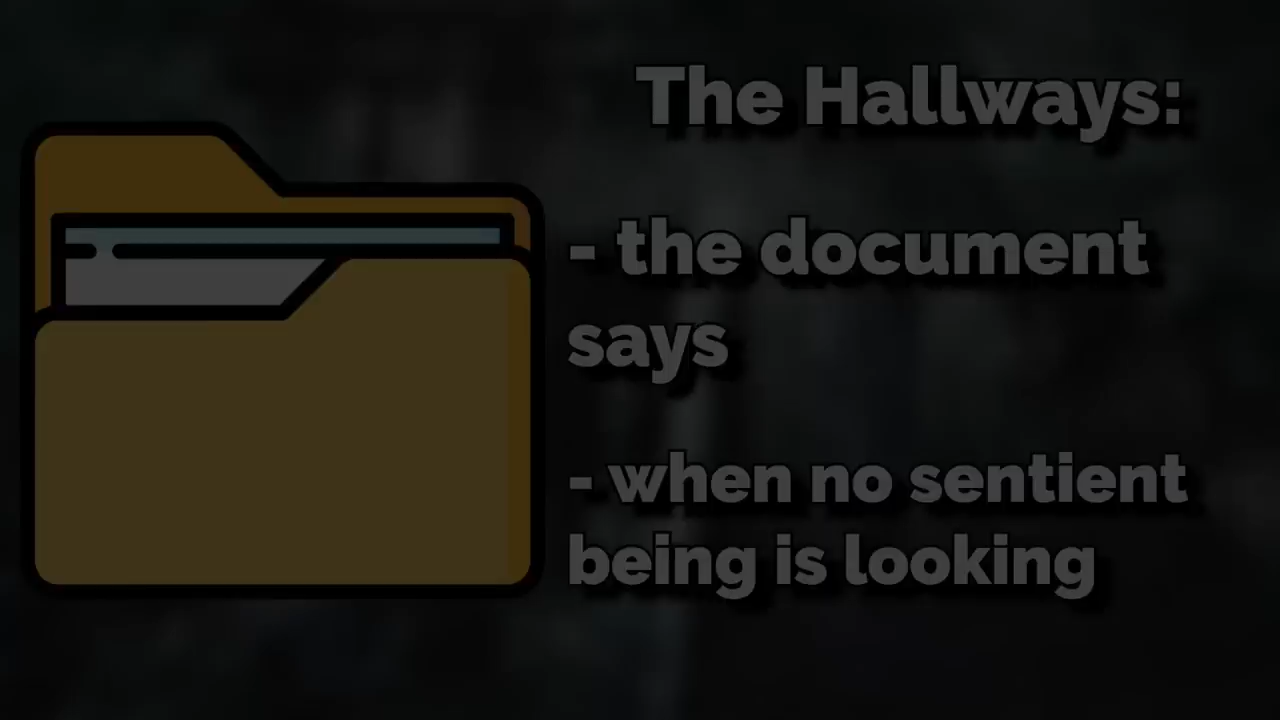 The Hallways:
- the document
says
- when no sentient
being is looking